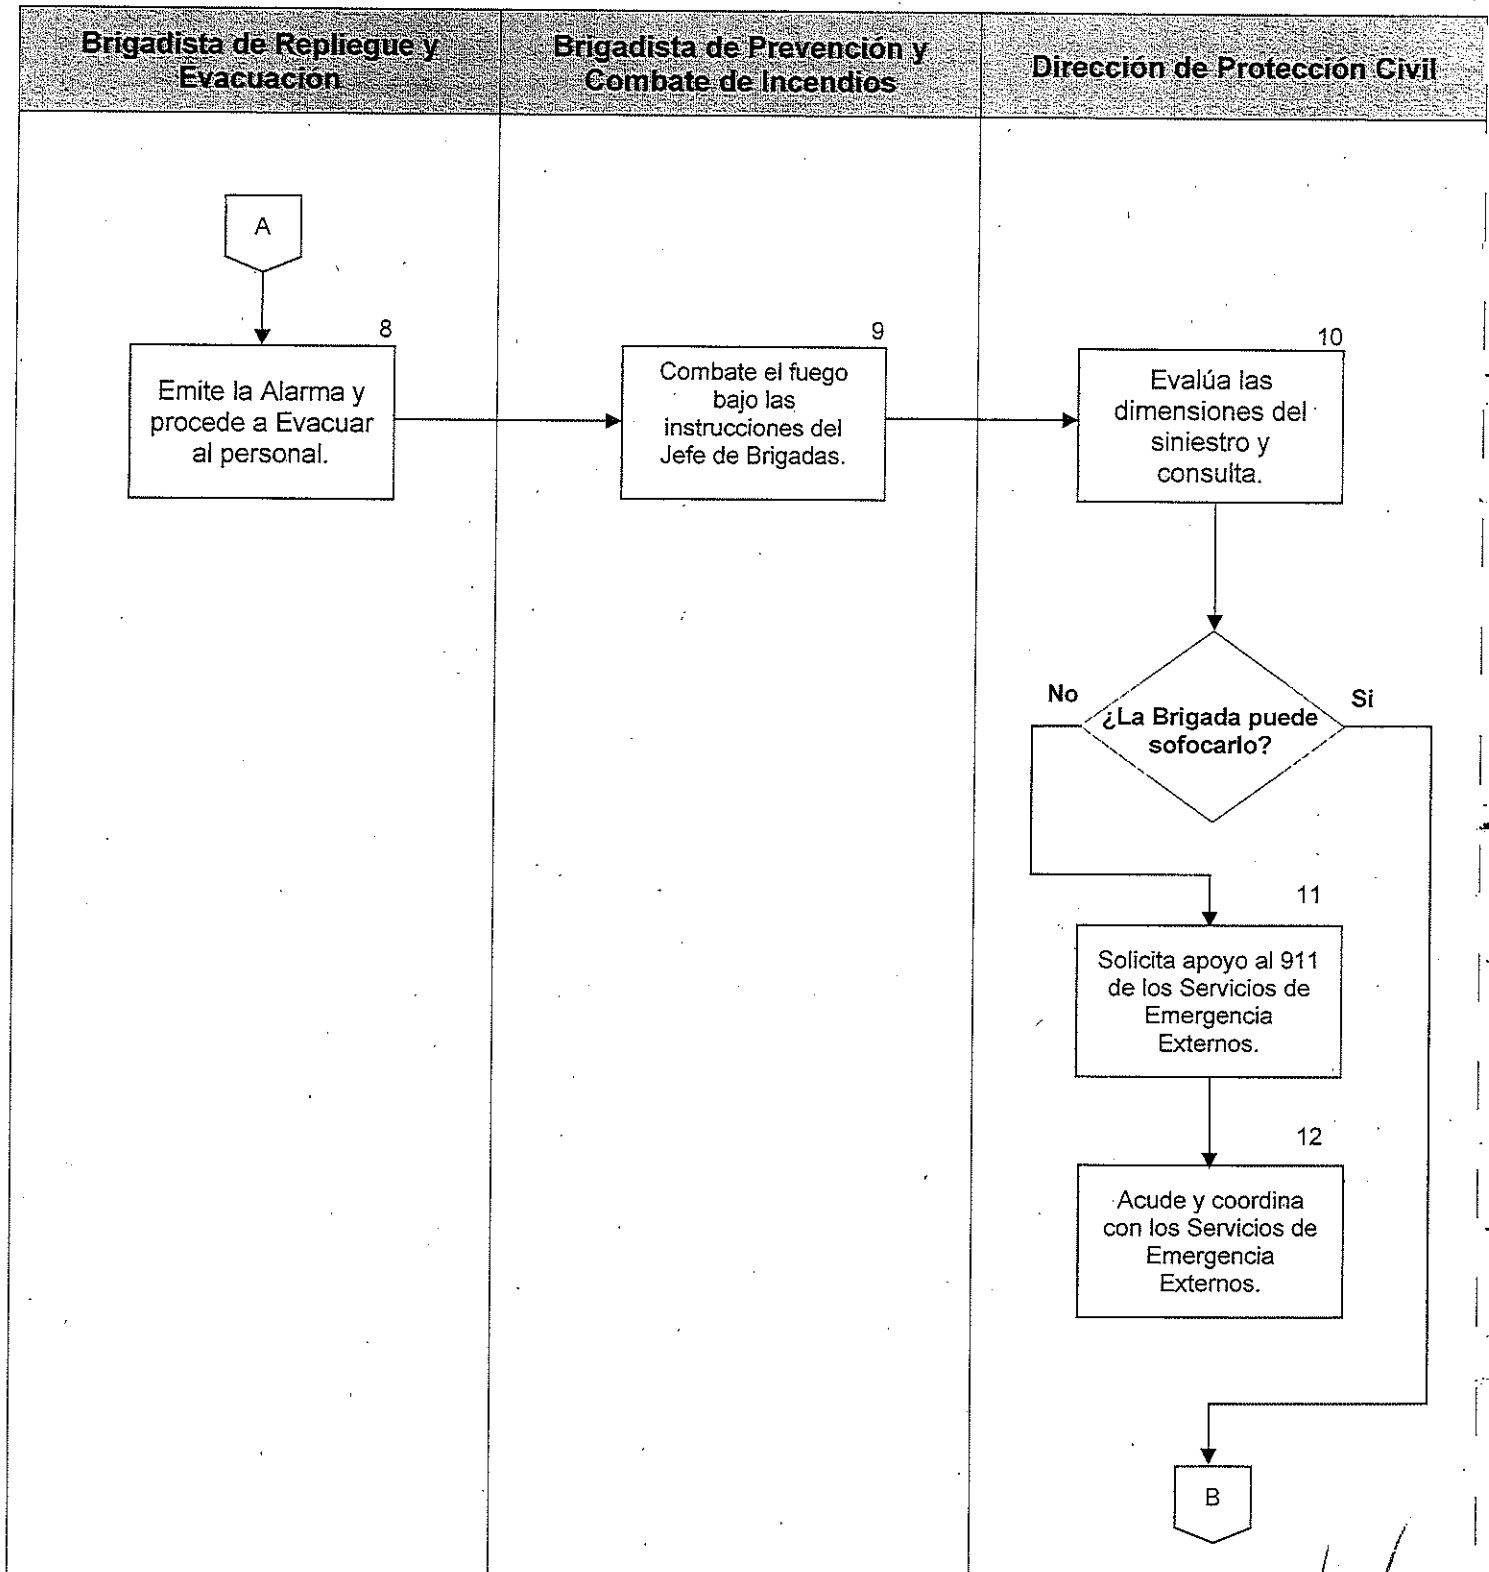 Brigadista de Repliegue y
Evacuación
Brigadista de Prevención y
Combate de Incendios
Dirección de Protección Civil
A
8
Emite la Alarma y
procede a Evacuar
al personal.
9
Combate el fuego
bajo las
instrucciones del
Jefe de Brigadas.
10
Evalúa las
dimensiones del
siniestro y
consulta.
No
¿La Brigada puede
sofocarlo?
Si
11
Solicita apoyo al 911
de los Servicios de
Emergencia
Externos.
12
Acude y coordina
con los Servicios de
Emergencia
Externos.
B